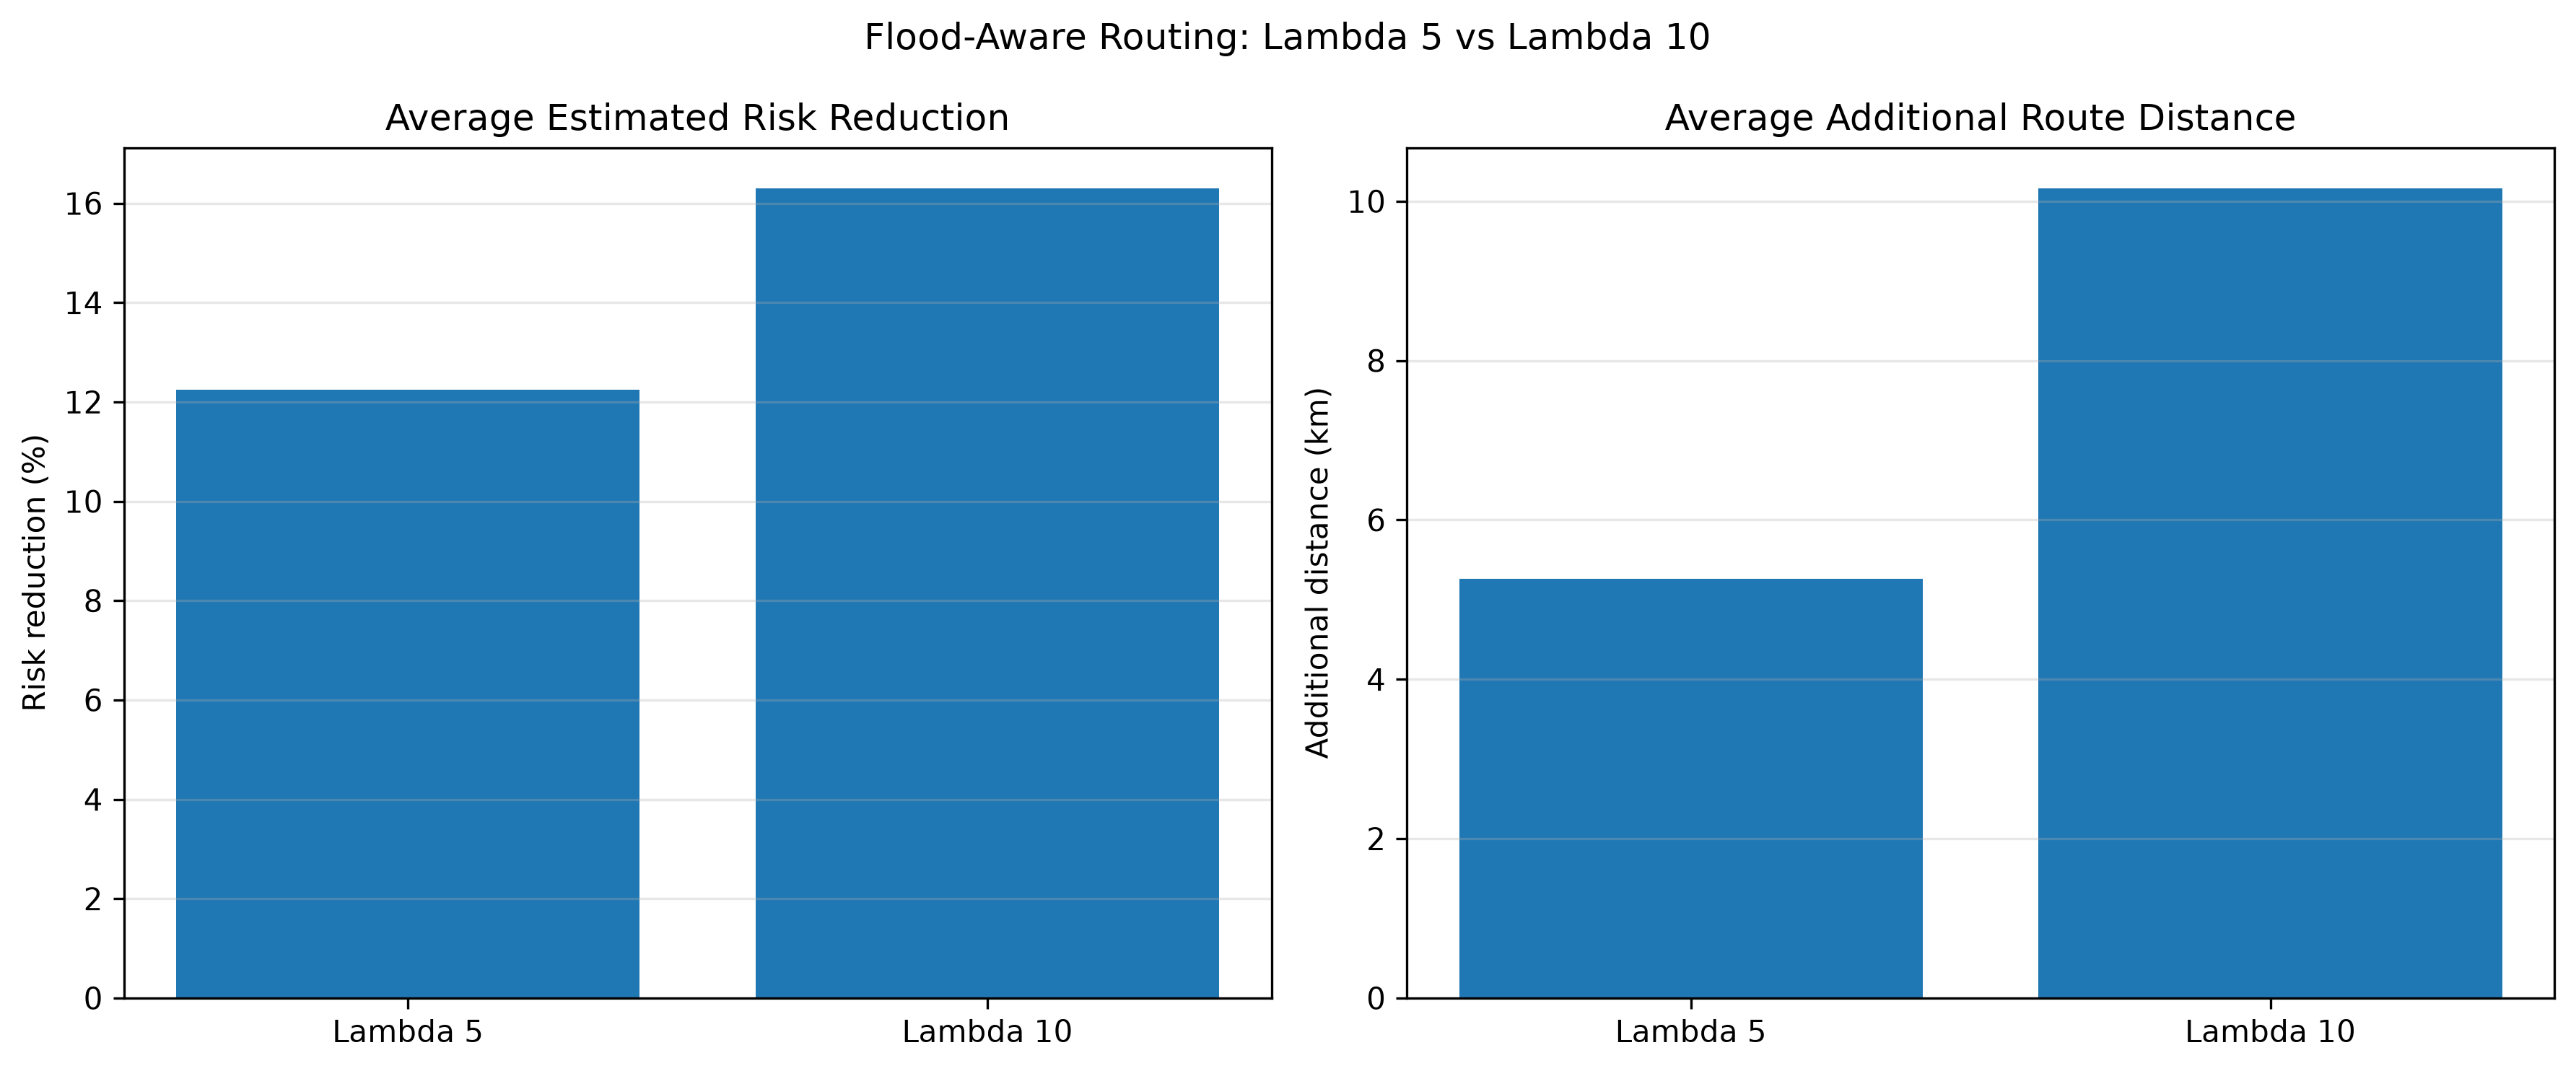 Flood-Aware Routing: Lambda 5 vs Lambda 10
Average Estimated Risk Reduction
Risk reduction (%)
16
14
12
10
8
6
4
2
0
Lambda 5
Lambda 10
Average Additional Route Distance
Additional distance (km)
10
8
6
4
2
0
Lambda 5
Lambda 10